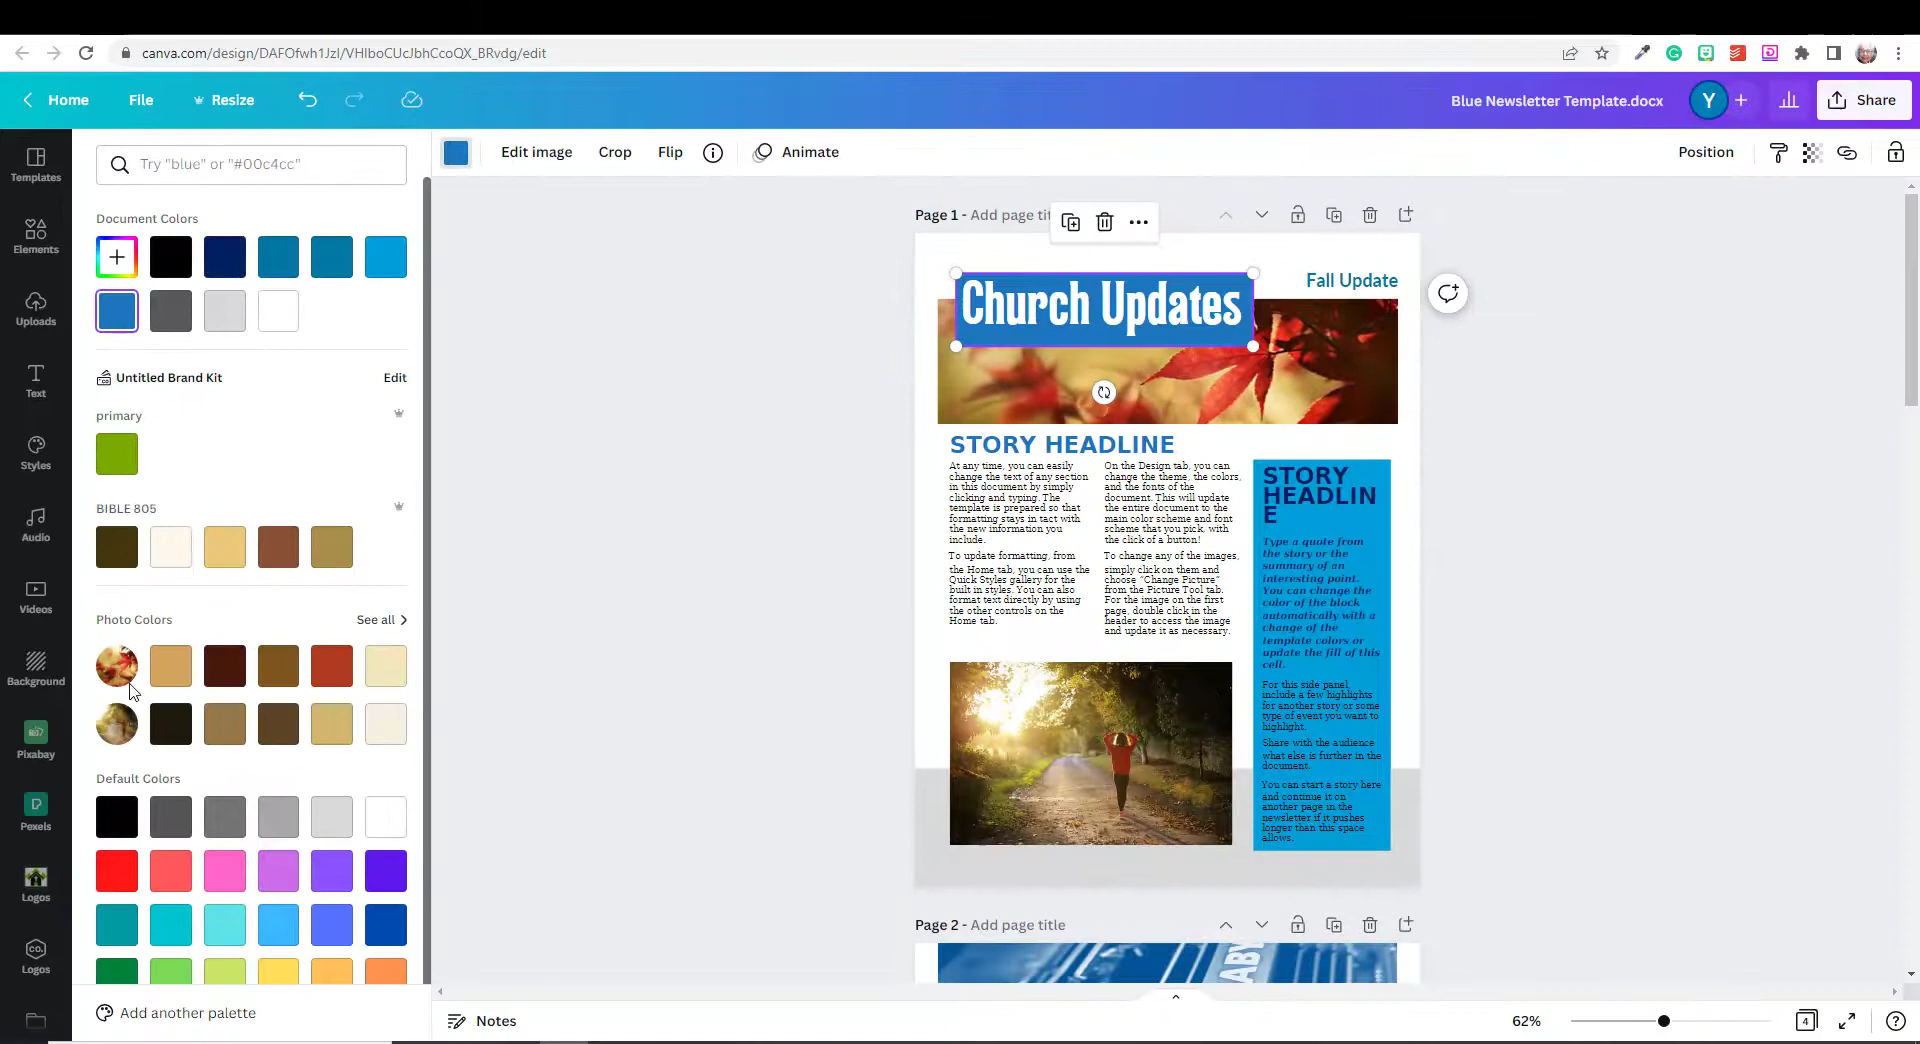 canva.com/design/DAFOfwh1JzI/VHIboCUcJbhCcoQX_BRvdg/edit
Home
File
Resize
Blue Newsletter Template.docx
Y
Share
Templates
Elements
Uploads
Text
Styles
Audio
Videos
Background
Pixabay
Pexels
Logos
CO.
Logos
Try "blue" or "#00c4cc"
Document Colors
Untitled Brand Kit
Edit
primary
BIBLE 805
Photo Colors
See all
Default Colors
Add another palette
Edit image
Crop
Flip
Animate
Position
Page 1 - Add page tit
Church Updates
Fall Update
STORY HEADLINE
At any time, you can easily
change the text of any section
in this document by simply
clicking and typing. The
template is prepared so that
formatting stays in tact with
the new information you
include.
To update formatting, from
the Home tab, you can use the
Quick Styles gallery for the
built in styles. You can also
format text directly by using
the other controls on the
Home tab.
On the Design tab, you can
change the theme, the colors,
and the fonts of the
document. This will update
the entire document to the
main color scheme and font
scheme that you pick, with
the click of a button!
To change any of the images,
simply click on them and
choose "Change Picture"
from the Picture Tool tab.
For the image on the first
page, double click in the
header to access the image
and update it as necessary.
STORY
HEADLIN
E
Type a quote from
the story or the
summary of an
interesting point.
You can change the
color of the block
automatically with a
change of the
template colors or
update the fill of this
cell.
For this side panel,
include a few highlights
for another story or some
type of event you want to
highlight.
Share with the audience
what else is further in the
document.
You can start a story here
and continue it on
another page in the
newsletter if it pushes
longer than this space
allows.
Page 2 - Add page title
ABY
Notes
62%
4